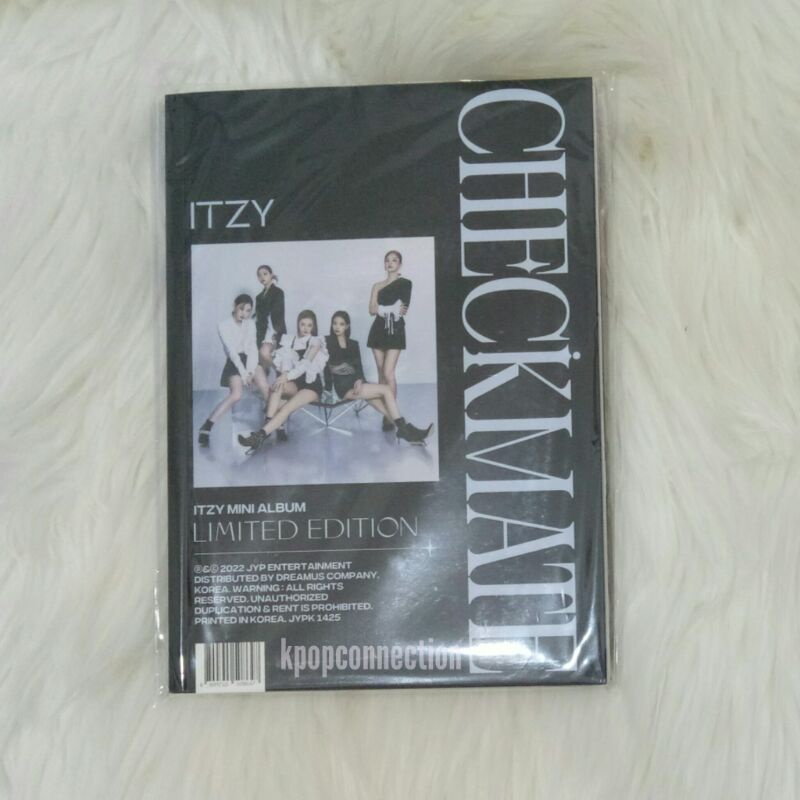 ITZY
CHECKMATE
ITZY MINI ALBUM
LIMITED EDITION
Ⓟ&© 2022 JYP ENTERTAINMENT
DISTRIBUTED BY DREAMUS COMPANY,
KOREA. WARNING : ALL RIGHTS
RESERVED. UNAUTHORIZED
DUPLICATION & RENT IS PROHIBITED.
PRINTED IN KOREA. JYPK 1425
kpopconnection